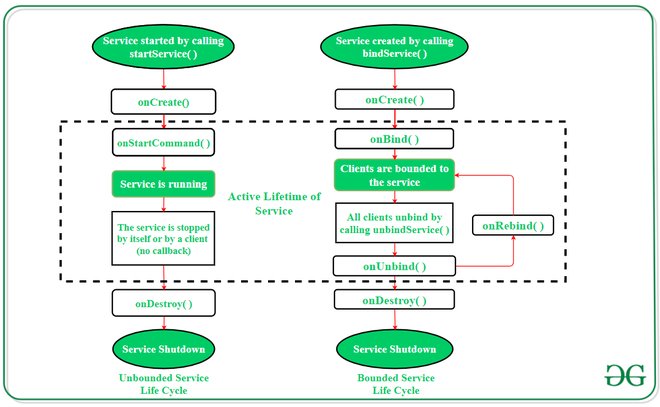 Service started by calling
startService( )
onCreate()
onStartCommand( )
Service is running
The service is stopped
by itself or by a client
(no callback)
onDestroy( )
Service Shutdown
Unbounded Service
Life Cycle
Active Lifetime of
Service
Service created by calling
bindService( )
onCreate( )
onBind( )
Clients are bounded to
the service
All clients unbind by
calling unbindService( )
onUnbind( )
onRebind( )
onDestroy( )
Service Shutdown
Bounded Service
Life Cycle